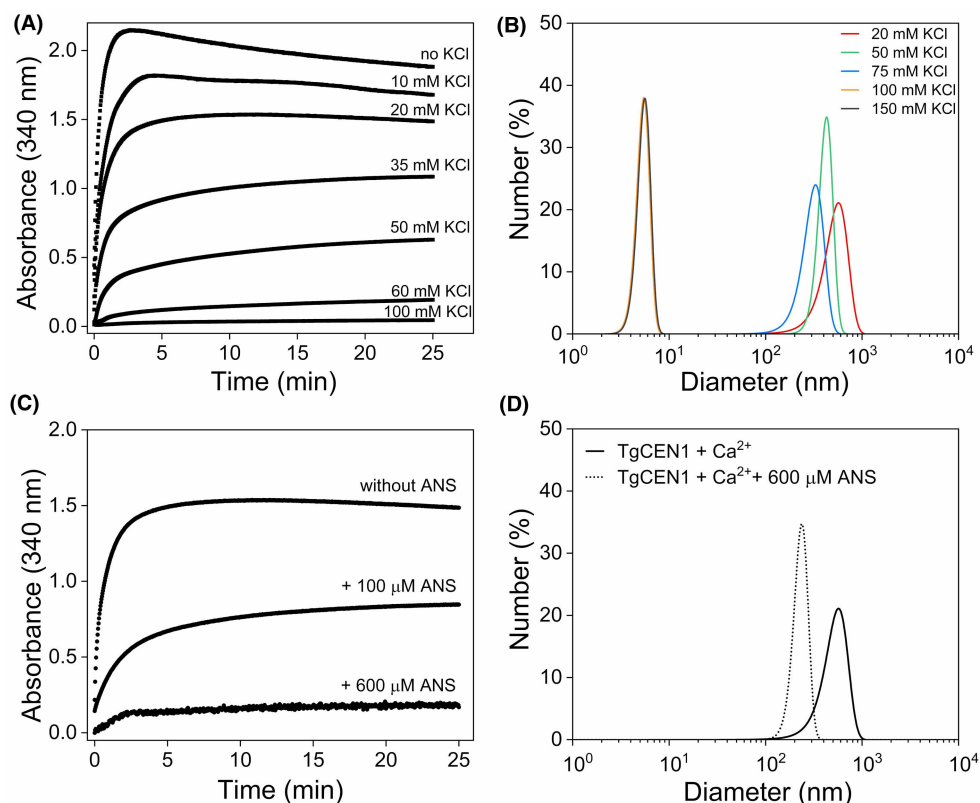 (A)
Absorbance (340 nm)
2.0
1.5
1.0
0.5
0.0
no KCl
10 mM KCl
20 mM KCl
35 mM KCl
50 mM KCl
60 mM KCl
100 mM KCl
0 5 10 15 20 25
Time (min)
(B)
Number (%)
50
40
30
20
10
0
20 mM KCl
50 mM KCl
75 mM KCl
100 mM KCl
150 mM KCl
10⁰ 10¹ 10² 10³ 10⁴
Diameter (nm)
(C)
Absorbance (340 nm)
2.0
1.5
1.0
0.5
0.0
without ANS
+ 100 μM ANS
+ 600 μM ANS
0 5 10 15 20 25
Time (min)
(D)
Number (%)
50
40
30
20
10
0
TgCEN1 + Ca²⁺
TgCEN1 + Ca²⁺+ 600 μM ANS
10⁰ 10¹ 10² 10³ 10⁴
Diameter (nm)